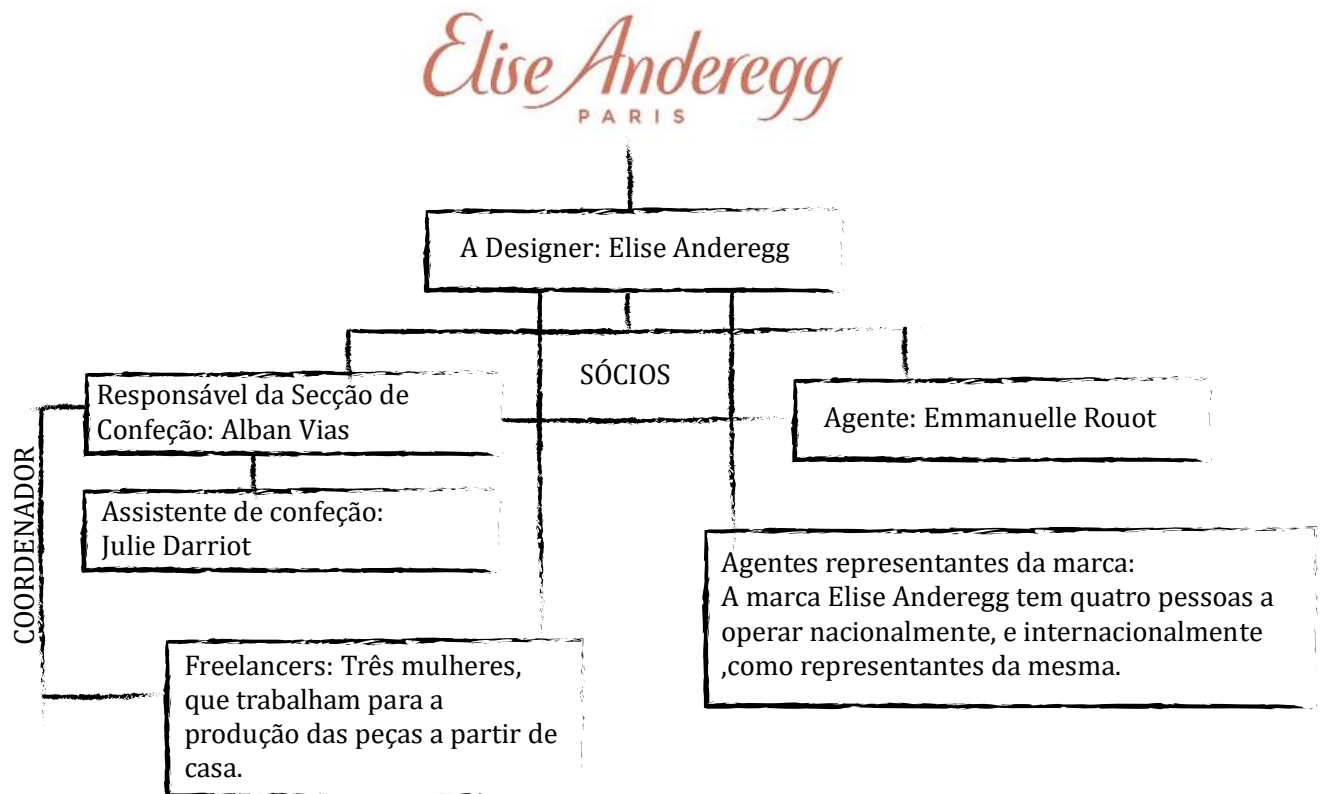 Elise Anderegg
PARIS
A Designer: Elise Anderegg
SÓCIOS
Responsável da Secção de
Confeção: Alban Vias
Agente: Emmanuelle Rouot
COORDENADOR
Assistente de confeção:
Julie Darriot
Agentes representantes da marca:
A marca Elise Anderegg tem quatro pessoas a
operar nacionalmente, e internacionalmente
,como representantes da mesma.
Freelancers: Três mulheres,
que trabalham para a
produção das peças a partir de
casa.